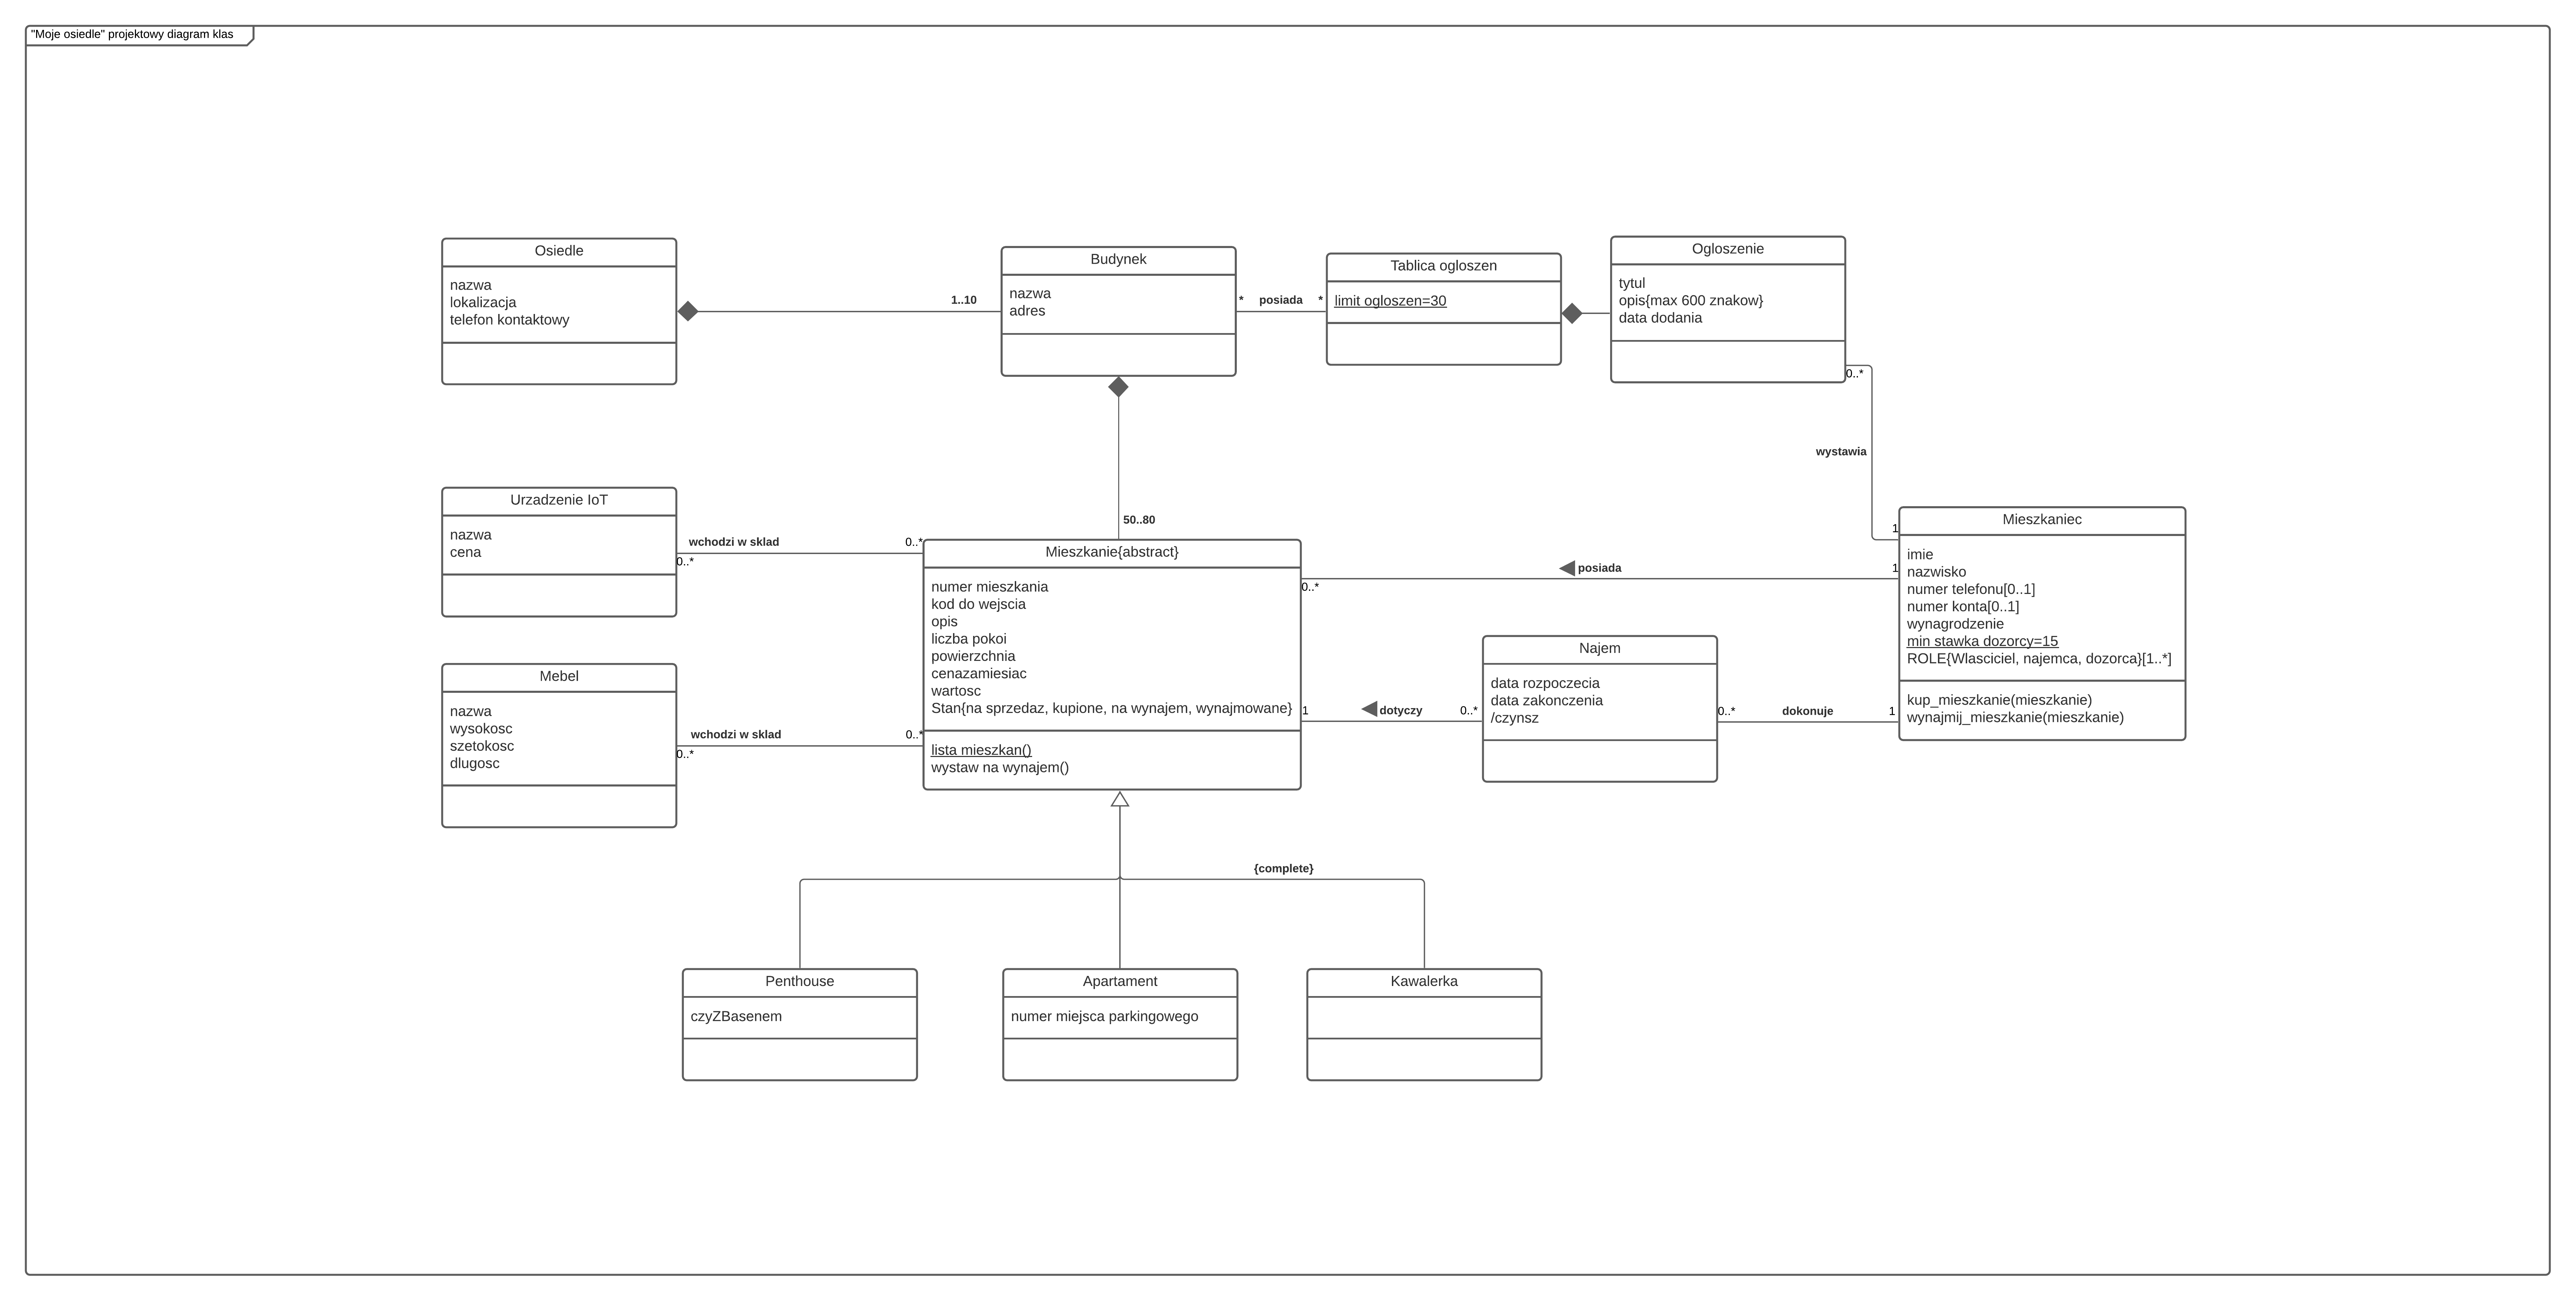 "Moje osiedle" projektowy diagram klas
Osiedle
nazwa
lokalizacja
telefon kontaktowy
1..10
Budynek
nazwa
adres
* posiada *
Tablica ogloszen
limit ogloszen=30
Ogloszenie
tytul
opis{max 600 znakow}
data dodania
0..*
wystawia
1
50..80
Urzadzenie IoT
nazwa
cena
wchodzi w sklad
0..*
0..*
Mebel
nazwa
wysokosc
szetokosc
dlugosc
wchodzi w sklad
0..*
0..*
Mieszkanie{abstract}
numer mieszkania
kod do wejscia
opis
liczba pokoi
powierzchnia
cenazamiesiac
wartosc
Stan{na sprzedaz, kupione, na wynajem, wynajmowane}
lista mieszkan()
wystaw na wynajem()
0..*
posiada
1
1
dotyczy
0..*
Najem
data rozpoczecia
data zakonczenia
/czynsz
0..*
dokonuje
1
Mieszkaniec
imie
nazwisko
numer telefonu[0..1]
numer konta[0..1]
wynagrodzenie
min stawka dozorcy=15
ROLE{Wlasciciel, najemca, dozorca}[1..*]
kup_mieszkanie(mieszkanie)
wynajmij_mieszkanie(mieszkanie)
{complete}
Penthouse
czyZBasenem
Apartament
numer miejsca parkingowego
Kawalerka